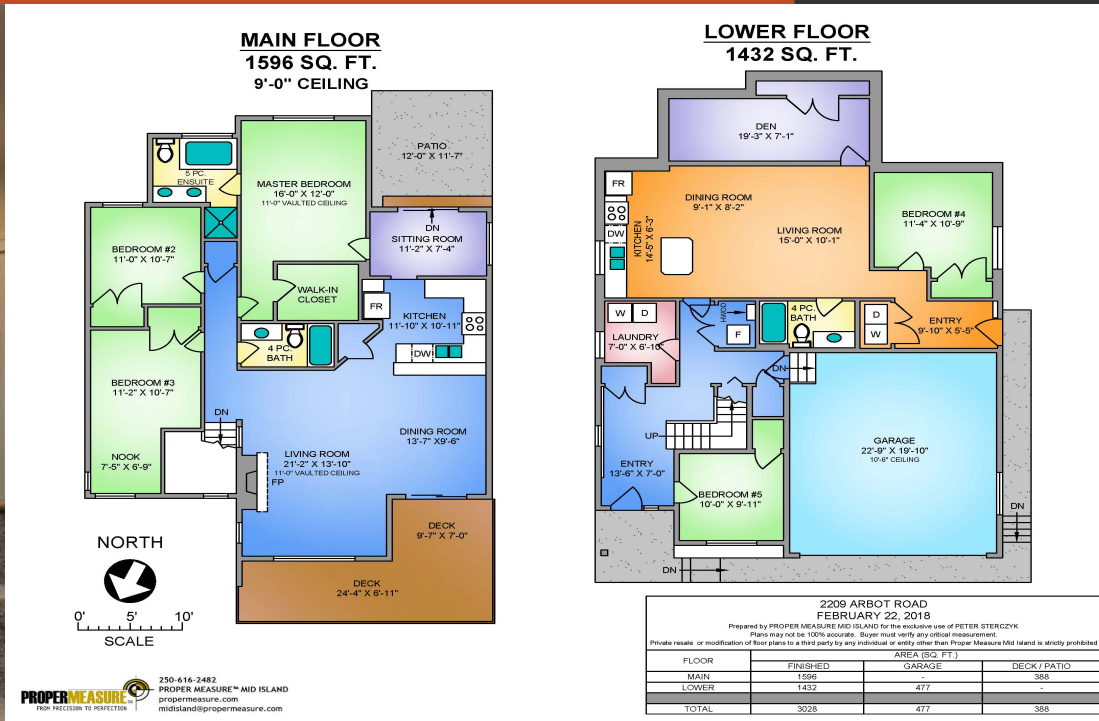 MAIN FLOOR
1596 SQ. FT.
9'-0" CEILING
PATIO
12'-0" X 11'-7"
5 PC.
ENSUITE
MASTER BEDROOM
16'-0" X 12'-0"
11'-0" VAULTED CEILING
DN
SITTING ROOM
11'-2" X 7'-4"
BEDROOM #2
11'-0" X 10'-7"
WALK-IN
CLOSET
FR
KITCHEN
11'-10" X 10'-11"
DW
4 PC.
BATH
BEDROOM #3
11'-2" X 10'-7"
DN
DINING ROOM
13'-7" X9'-6"
NOOK
7'-5" X 6'-9"
LIVING ROOM
21'-2" X 13'-10"
11'-0" VAULTED CEILING
FP
DECK
9'-7" X 7'-0"
DECK
24'-4" X 6'-11"
NORTH
0' 5' 10'
SCALE
LOWER FLOOR
1432 SQ. FT.
DEN
19'-3" X 7'-1"
FR
DINING ROOM
9'-1" X 8'-2"
DW
KITCHEN
14'-5" X 6'-3"
LIVING ROOM
15'-0" X 10'-1"
BEDROOM #4
11'-4" X 10'-9"
W D
LAUNDRY
7'-0" X 6'-10"
HWOD
F
4 PC.
BATH
D
W
ENTRY
9'-10" X 5'-5"
DN
UP
GARAGE
22'-9" X 19'-10"
10'-6" CEILING
ENTRY
13'-6" X 7'-0"
BEDROOM #5
10'-0" X 9'-11"
DN
DN
2209 ARBOT ROAD
FEBRUARY 22, 2018
Prepared by PROPER MEASURE MID ISLAND for the exclusive use of PETER STERCZYK
Plans may not be 100% accurate. Buyer must verify any critical measurement.
Private resale or modification of floor plans to a third party by any individual or entity other than Proper Measure Mid Island is strictly prohibited
FLOOR AREA (SQ. FT.)
FINISHED GARAGE DECK / PATIO
MAIN 1596 - 388
LOWER 1432 477 -
TOTAL 3028 477 388
PROPERMEASURE™
FROM PRECISION TO PERFECTION
250-616-2482
PROPER MEASURE™ MID ISLAND
propermeasure.com
midisland@propermeasure.com